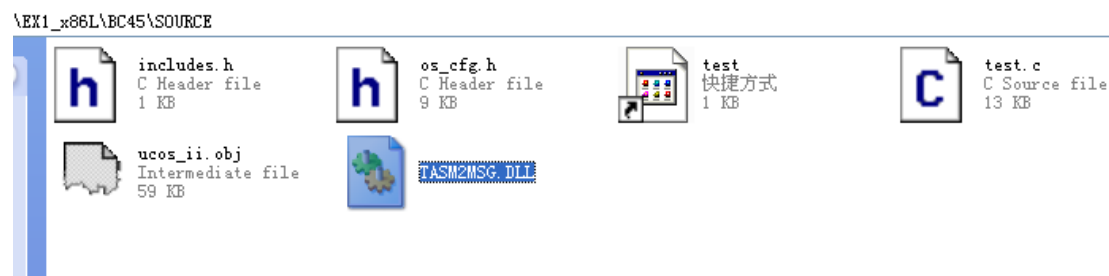 \EX1_x86L\BC45\SOURCE
includes.h
C Header file
1 KB
os_cfg.h
C Header file
9 KB
test
快捷方式
1 KB
test.c
C Source file
13 KB
ucos_ii.obj
Intermediate file
59 KB
TASM2MSG.DLL